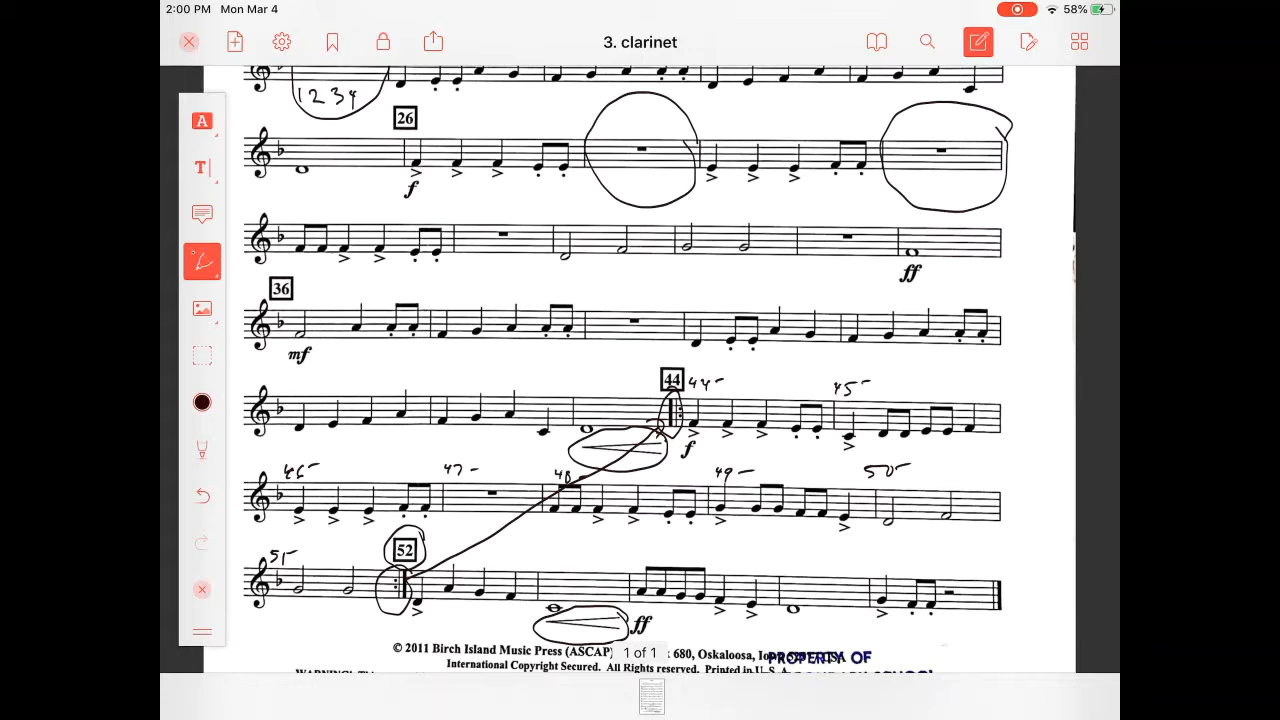 2:00 PM Mon Mar 4
58%
3. clarinet
1 2 3 4
A
26
f
T
ff
36
mf
44 44- 45-
f
46- 47- 48- 49- 50-
51- 52
ff
© 2011 Birch Island Music Press (ASCAP) 1 of 1 680, Oskaloosa,
International Copyright Secured. All Rights reserved. Printed in U.S.A.
PROPERTY OF